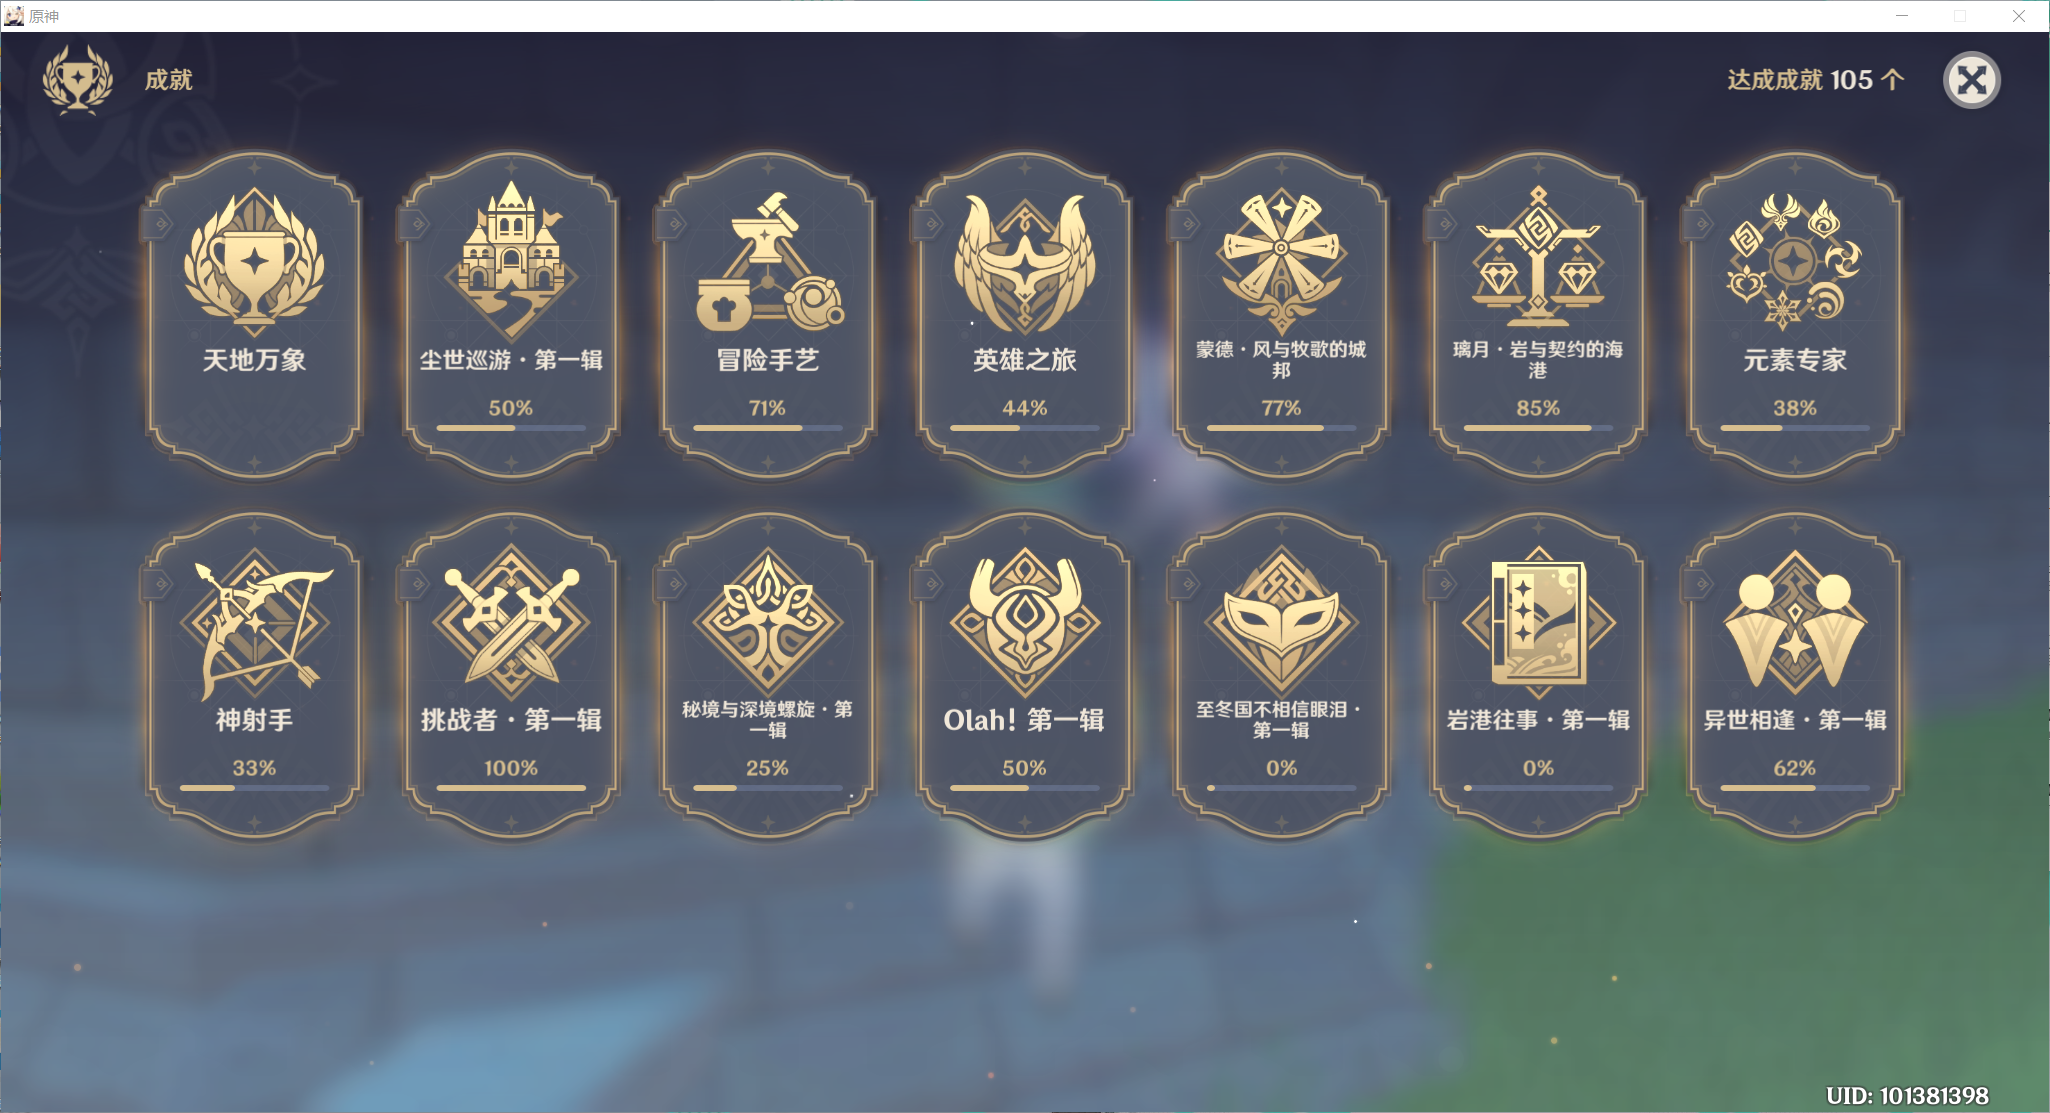 原神
成就
达成成就 105 个
天地万象
尘世巡游·第一辑
50%
冒险手艺
71%
英雄之旅
44%
蒙德·风与牧歌的城
邦
77%
璃月·岩与契约的海
港
85%
元素专家
38%
神射手
33%
挑战者·第一辑
100%
秘境与深境螺旋·第
一辑
25%
Olah! 第一辑
50%
至冬国不相信眼泪·
第一辑
0%
岩港往事·第一辑
0%
异世相逢·第一辑
62%
UID: 101381398